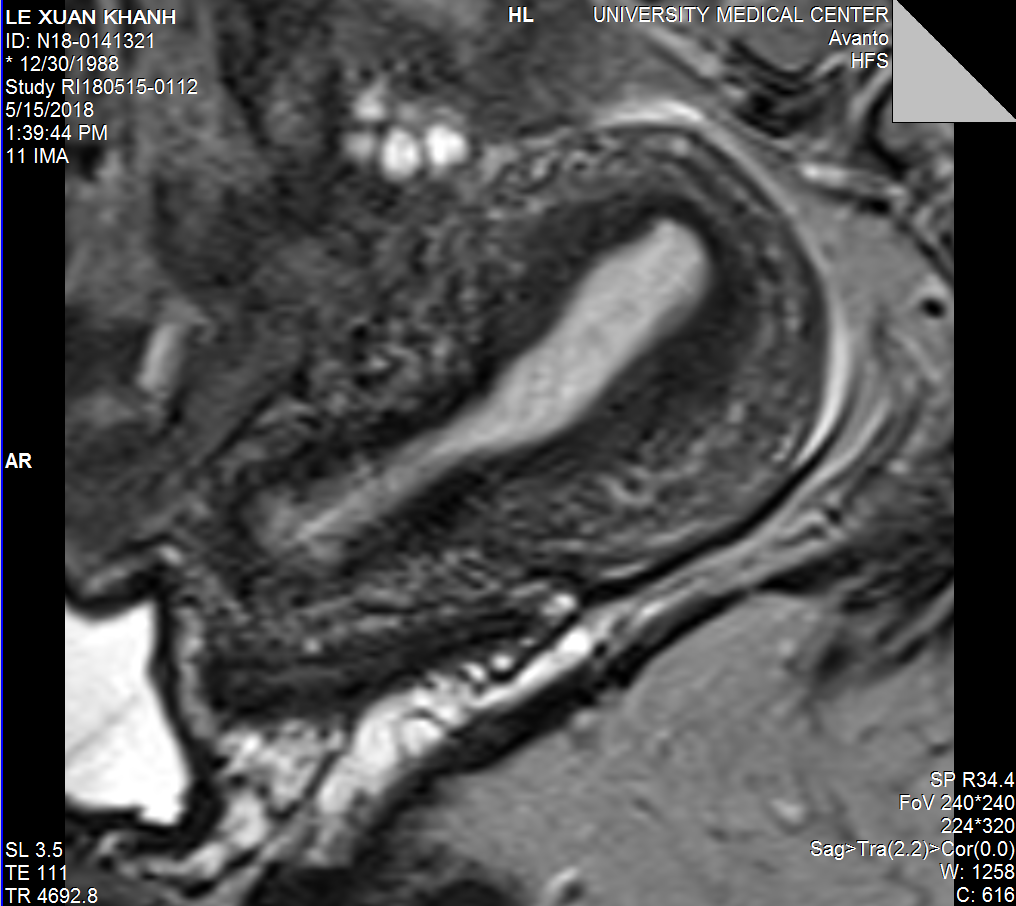 LE XUAN KHANH
ID: N18-0141321
* 12/30/1988
Study RI180515-0112
5/15/2018
1:39:44 PM
11 IMA
HL
UNIVERSITY MEDICAL CENTER
Avanto
HFS
AR
SL 3.5
TE 111
TR 4692.8
SP R34.4
FoV 240*240
224*320
Sag>Tra(2.2)>Cor(0.0)
W: 1258
C: 616